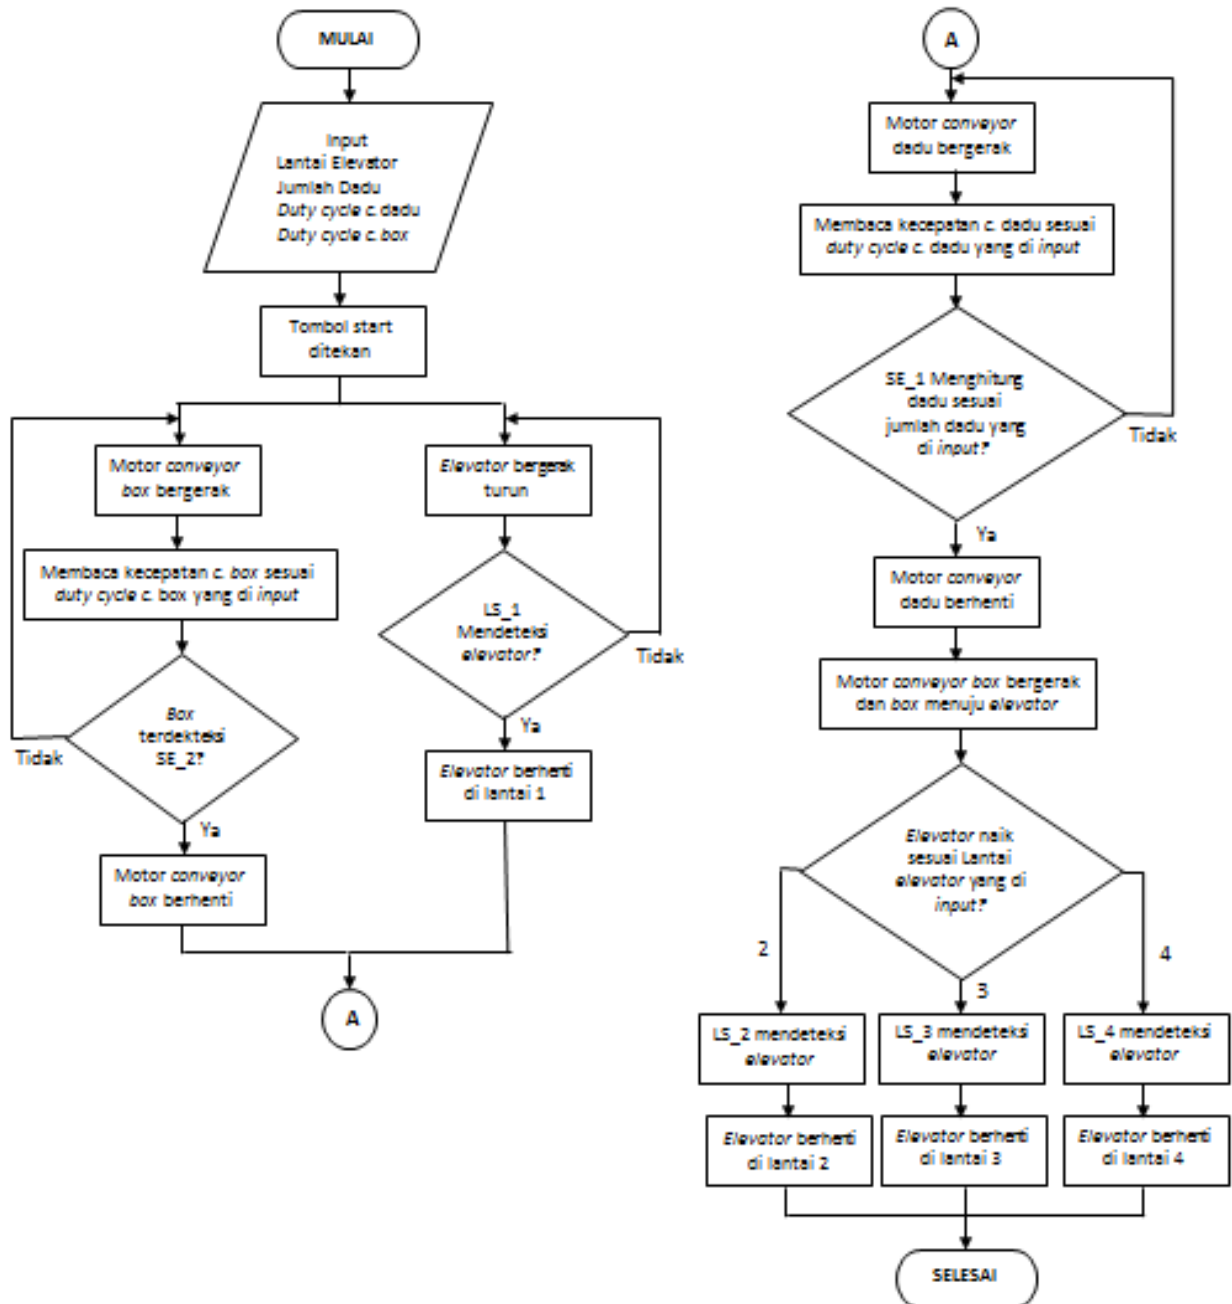 MULAI
Input
Lantai Elevator
Jumlah Dadu
Duty cycle c. dadu
Duty cycle c. box
Tombol start
ditekan
Motor conveyor
box bergerak
Membaca kecepatan c. box sesuai
duty cycle c. box yang di input
Box
terdekteksi
SE_2?
Tidak
Ya
Motor conveyor
box berhenti
Elevator bergerak
turun
LS_1
Mendeteksi
elevator?
Tidak
Ya
Elevator berhenti
di lantai 1
A
A
Motor conveyor
dadu bergerak
Membaca kecepatan c. dadu sesuai
duty cycle c. dadu yang di input
SE_1 Menghitung
dadu sesuai
jumlah dadu yang
di input?
Tidak
Ya
Motor conveyor
dadu berhenti
Motor conveyor box bergerak
dan box menuju elevator
Elevator naik
sesuai Lantai
elevator yang di
input?
2
3
4
LS_2 mendeteksi
elevator
LS_3 mendeteksi
elevator
LS_4 mendeteksi
elevator
Elevator berhenti
di lantai 2
Elevator berhenti
di lantai 3
Elevator berhenti
di lantai 4
SELESAI